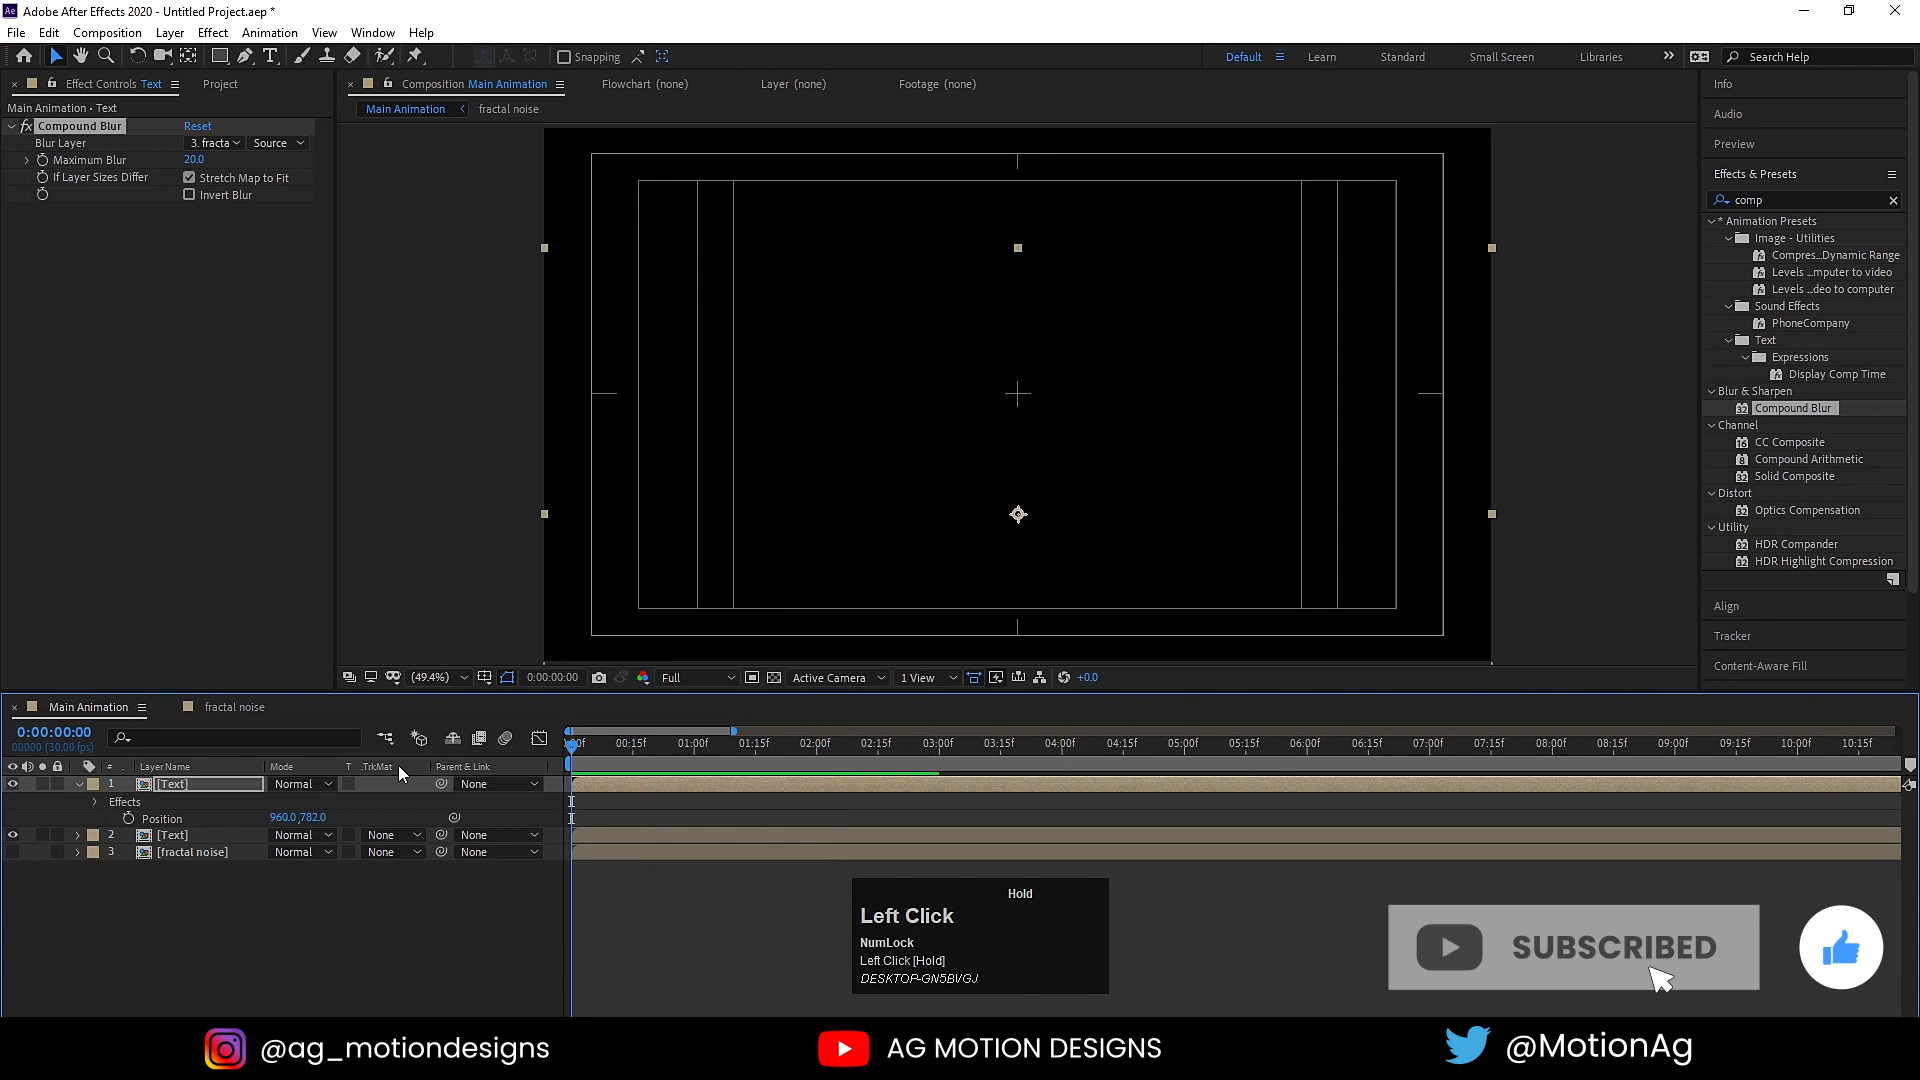 Adobe After Effects 2020 - Untitled Project.aep *
File Edit Composition Layer Effect Animation View Window Help
Snapping
Default Learn Standard Small Screen Libraries Search Help
Effect Controls Text Project
Composition Main Animation Flowchart (none) Layer (none) Footage (none)
Main Animation • Text
Main Animation fractal noise
fx Compound Blur Reset
Blur Layer 3. fracta Source
Maximum Blur 20.0
If Layer Sizes Differ Stretch Map to Fit
Invert Blur
Info
Audio
Preview
Effects & Presets
comp
* Animation Presets
Image - Utilities
Compres...Dynamic Range
Levels ...mputer to video
Levels ...deo to computer
Sound Effects
PhoneCompany
Text
Expressions
Display Comp Time
Blur & Sharpen
Compound Blur
Channel
CC Composite
Compound Arithmetic
Solid Composite
Distort
Optics Compensation
Utility
HDR Compander
HDR Highlight Compression
Align
Tracker
Content-Aware Fill
(49.4%) 0:00:00:00 Full Active Camera 1 View +0.0
Main Animation fractal noise
0:00:00:00
00000 (30.00 fps)
00:15f 01:00f 01:15f 02:00f 02:15f 03:00f 03:15f 04:00f 04:15f 05:00f 05:15f 06:00f 06:15f 07:00f 07:15f 08:00f 08:15f 09:00f 09:15f 10:00f 10:15f
# Layer Name Mode T .TrkMat Parent & Link
1 [Text] Normal None
Effects
Position 960.0,782.0
2 [Text] Normal None None
3 [fractal noise] Normal None None
Hold
Left Click
NumLock
Left Click [Hold]
DESKTOP-GN5BVGJ
SUBSCRIBED
@ag_motiondesigns AG MOTION DESIGNS @MotionAg